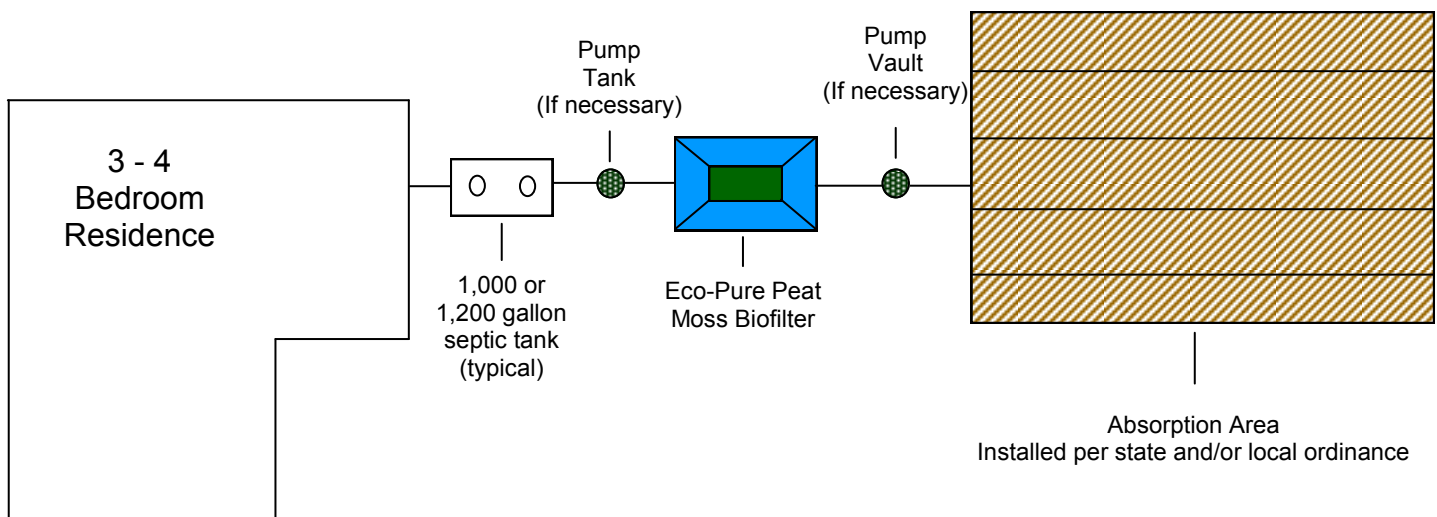 3 - 4
Bedroom
Residence
1,000 or
1,200 gallon
septic tank
(typical)
Pump
Tank
(If necessary)
Eco-Pure Peat
Moss Biofilter
Pump
Vault
(If necessary)
Absorption Area
Installed per state and/or local ordinance